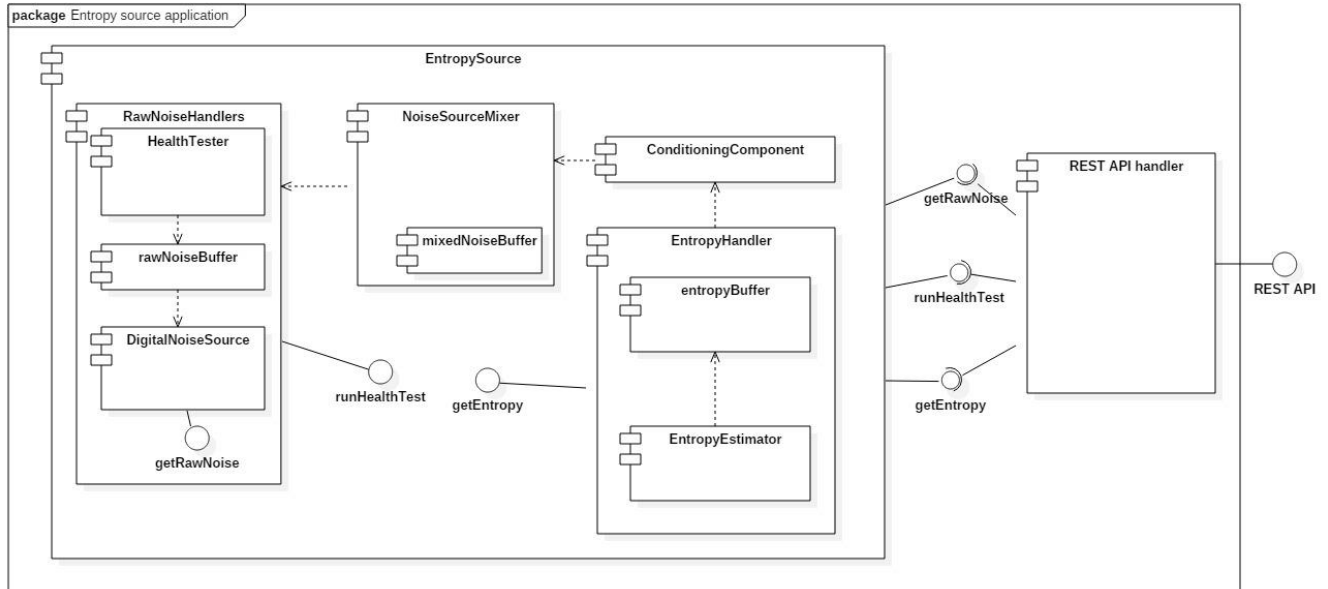 package Entropy source application
EntropySource
RawNoiseHandlers
HealthTester
rawNoiseBuffer
DigitalNoiseSource
getRawNoise
runHealthTest
NoiseSourceMixer
mixedNoiseBuffer
getEntropy
ConditioningComponent
EntropyHandler
entropyBuffer
EntropyEstimator
getRawNoise
runHealthTest
getEntropy
REST API handler
REST API